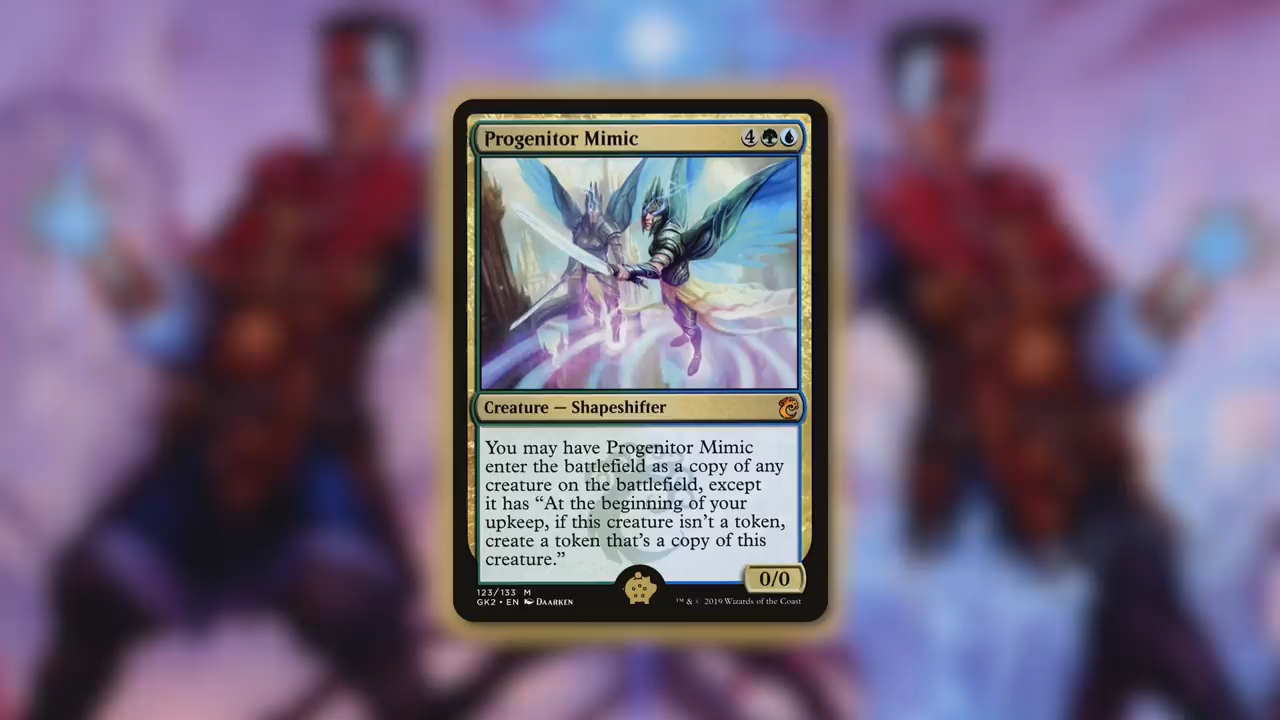 Progenitor Mimic 4
Creature — Shapeshifter
You may have Progenitor Mimic
enter the battlefield as a copy of any
creature on the battlefield, except
it has “At the beginning of your
upkeep, if this creature isn't a token,
create a token that's a copy of this
creature.”
0/0
123/133 M
GK2 • EN DAARKEN
™ & © 2019 Wizards of the Coast